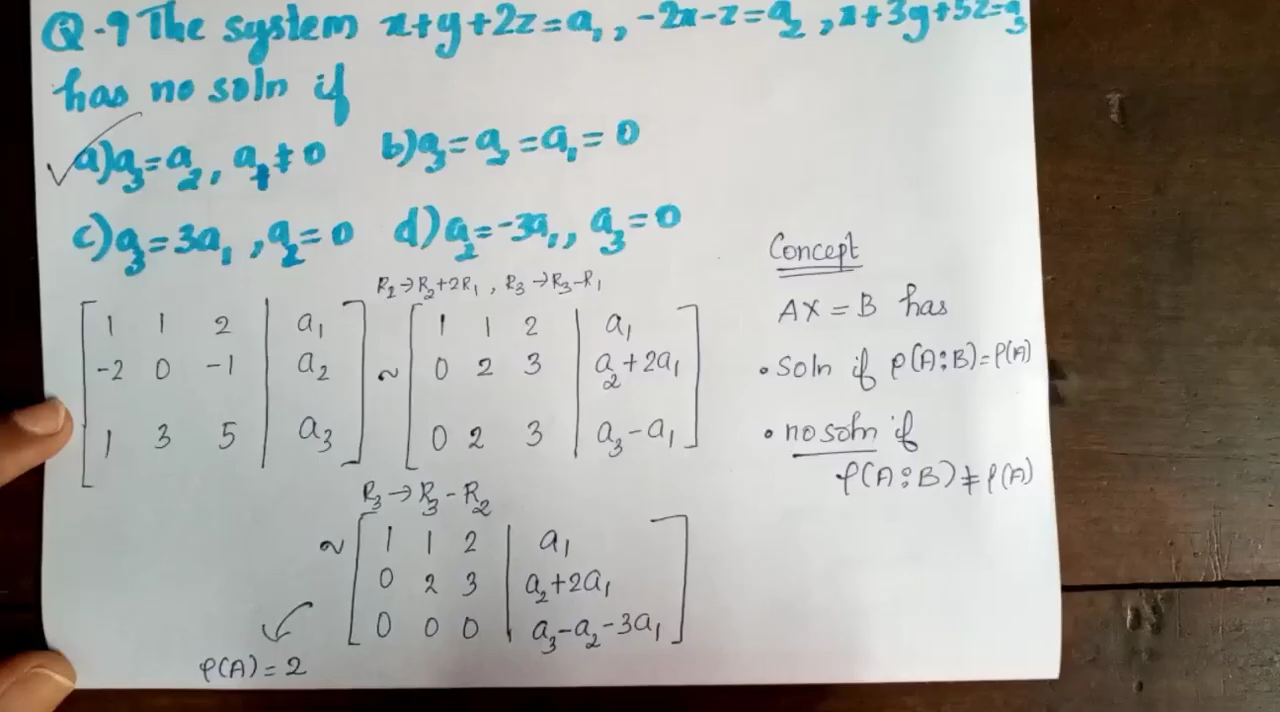 Q-9 The system x+y+2z=a₁, -2x-z=a₂, x+3y+5z=a₃
has no soln if
✓a) a₃=a₂, a₁≠0 b) a₃=a₂=a₁=0
c) a₃=3a₁, a₂=0 d) a₂=-3a₁, a₃=0
R₂→R₂+2R₁, R₃→R₃-R₁
1 1 2 | a₁
-2 0 -1 | a₂
1 3 5 | a₃
~
1 1 2 | a₁
0 2 3 | a₂+2a₁
0 2 3 | a₃-a₁
R₃→R₃-R₂
~
1 1 2 | a₁
0 2 3 | a₂+2a₁
0 0 0 | a₃-a₂-3a₁
ρ(A)=2
Concept
AX=B has
• soln if ρ(A:B)=ρ(A)
• no soln if
ρ(A:B)≠ρ(A)